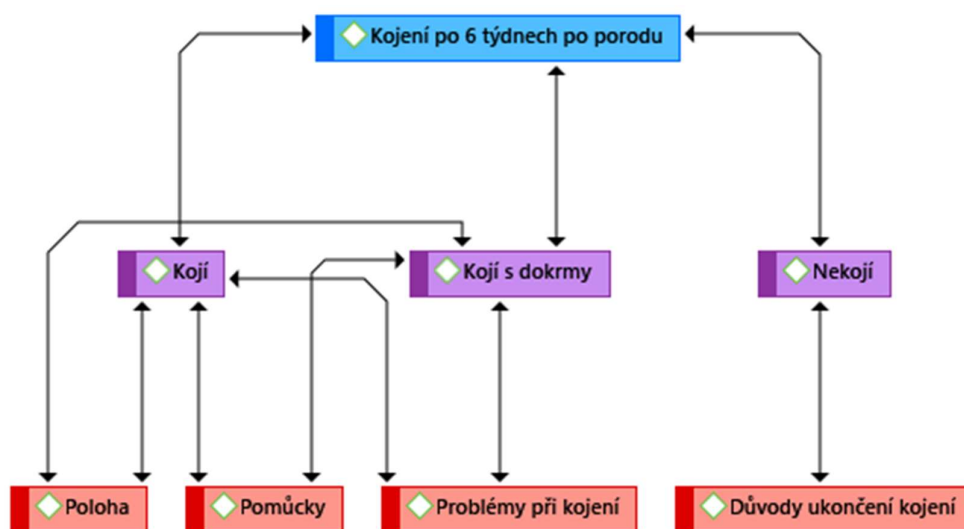 Kojení po 6 týdnech po porodu
Kojí
Kojí s dokrmy
Nekojí
Poloha
Pomůcky
Problémy při kojení
Důvody ukončení kojení